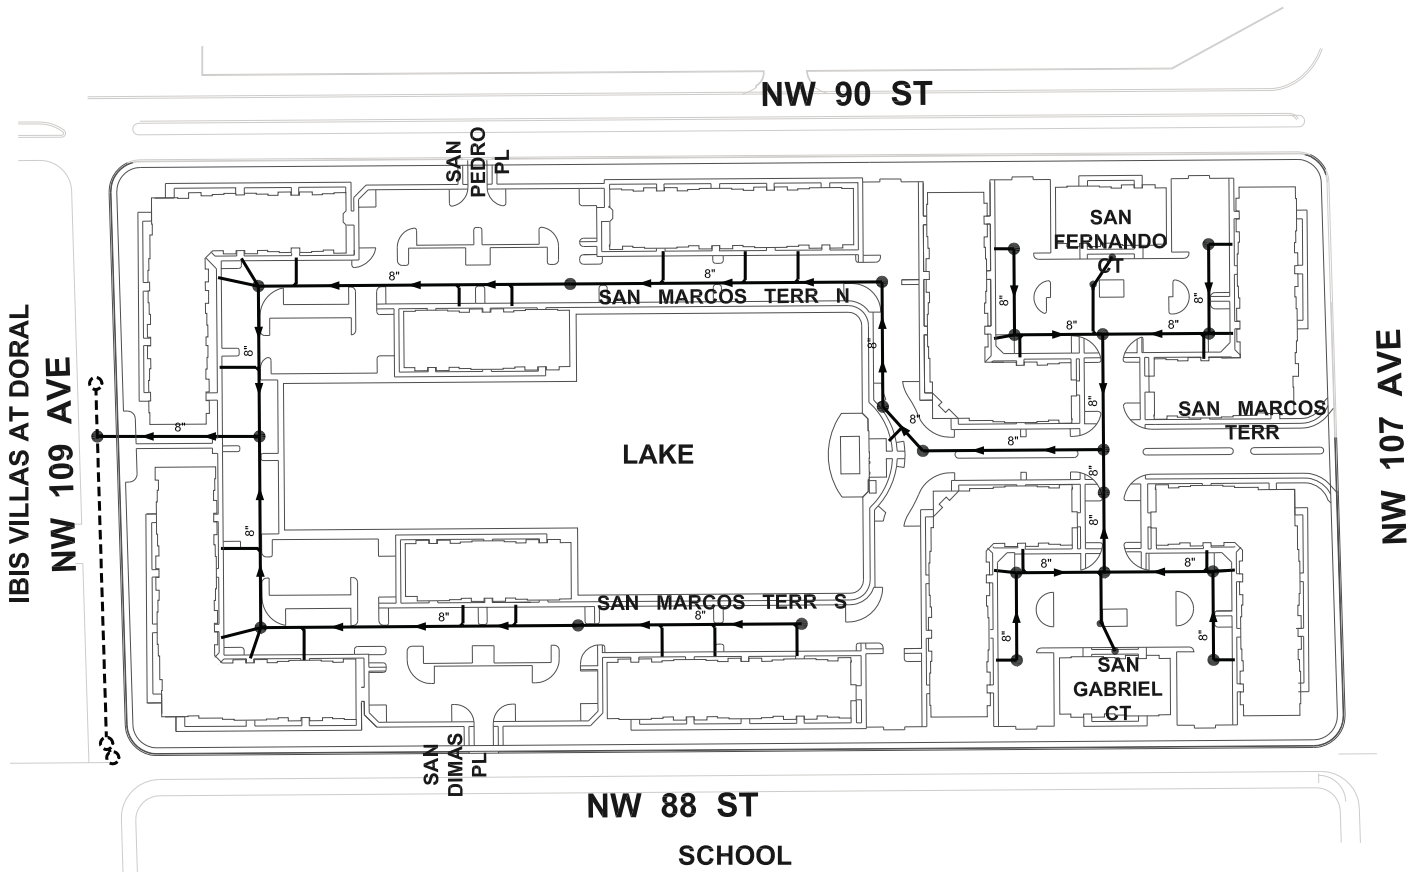 NW 90 ST
SAN
PEDRO
PL
SAN
FERNANDO
CT
8"
8"
SAN MARCOS TERR N
8"
8"
8"
8"
8"
8"
IBIS VILLAS AT DORAL
NW 109 AVE
8"
8"
LAKE
8"
8"
8"
SAN MARCOS
TERR
NW 107 AVE
8"
8"
8"
8"
SAN MARCOS TERR S
8"
8"
8"
8"
SAN
GABRIEL
CT
SAN
DIMAS
PL
NW 88 ST
SCHOOL